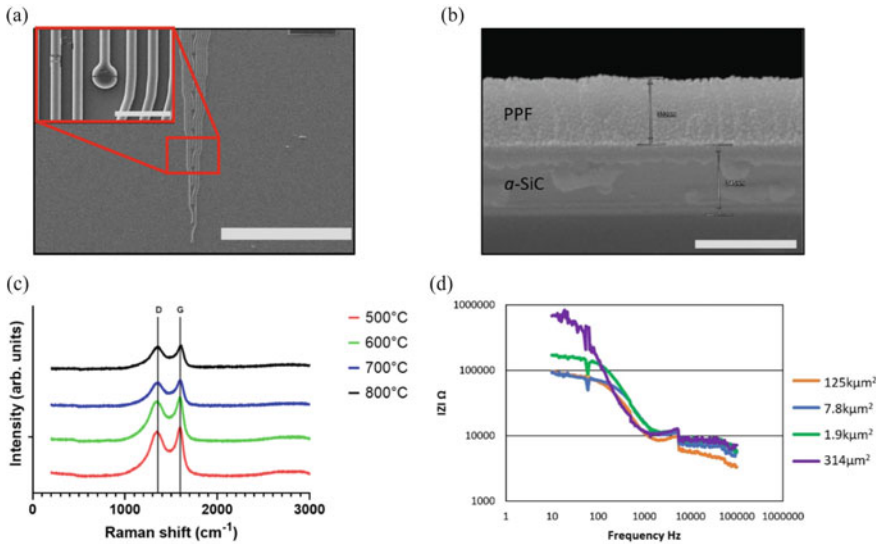 (a)
(b)
PPF
a-SiC
(c)
D G
500°C
600°C
700°C
800°C
Intensity (arb. units)
0 1000 2000 3000
Raman shift (cm⁻¹)
(d)
1000000
100000
10000
1000
IZI Ω
1 10 100 1000 10000 100000 1000000
Frequency Hz
125kμm²
7.8kμm²
1.9kμm²
314μm²